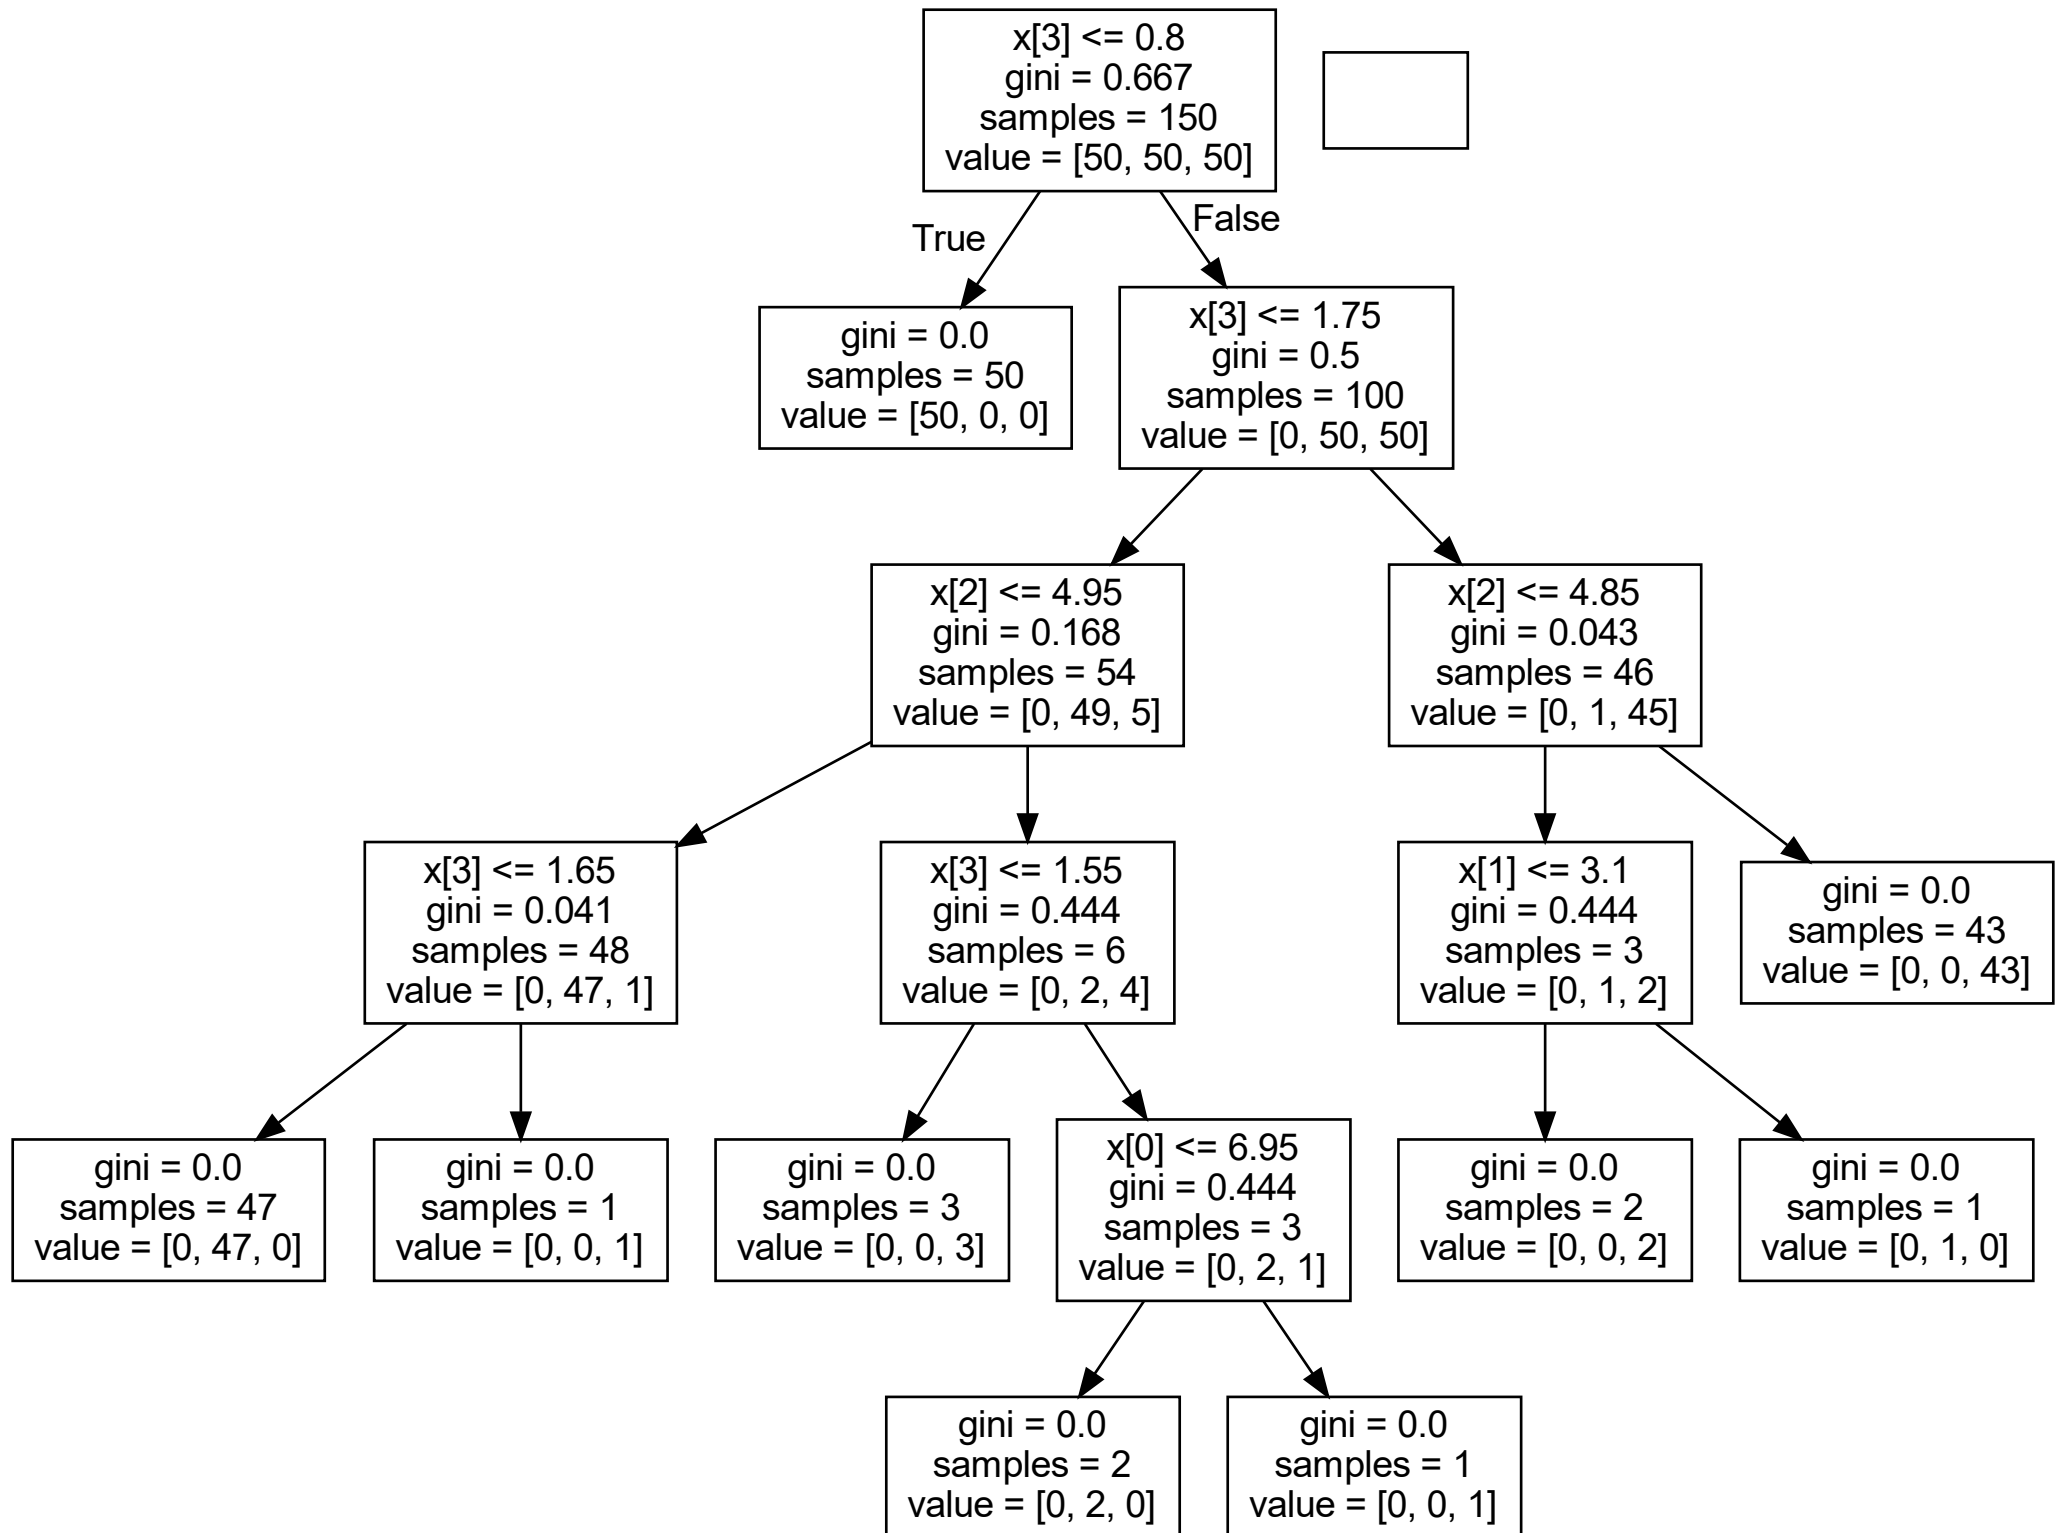 x[3] <= 0.8
gini = 0.667
samples = 150
value = [50, 50, 50]
True
False
gini = 0.0
samples = 50
value = [50, 0, 0]
x[3] <= 1.75
gini = 0.5
samples = 100
value = [0, 50, 50]
x[2] <= 4.95
gini = 0.168
samples = 54
value = [0, 49, 5]
x[2] <= 4.85
gini = 0.043
samples = 46
value = [0, 1, 45]
x[3] <= 1.65
gini = 0.041
samples = 48
value = [0, 47, 1]
x[3] <= 1.55
gini = 0.444
samples = 6
value = [0, 2, 4]
x[1] <= 3.1
gini = 0.444
samples = 3
value = [0, 1, 2]
gini = 0.0
samples = 43
value = [0, 0, 43]
gini = 0.0
samples = 47
value = [0, 47, 0]
gini = 0.0
samples = 1
value = [0, 0, 1]
gini = 0.0
samples = 3
value = [0, 0, 3]
x[0] <= 6.95
gini = 0.444
samples = 3
value = [0, 2, 1]
gini = 0.0
samples = 2
value = [0, 0, 2]
gini = 0.0
samples = 1
value = [0, 1, 0]
gini = 0.0
samples = 2
value = [0, 2, 0]
gini = 0.0
samples = 1
value = [0, 0, 1]